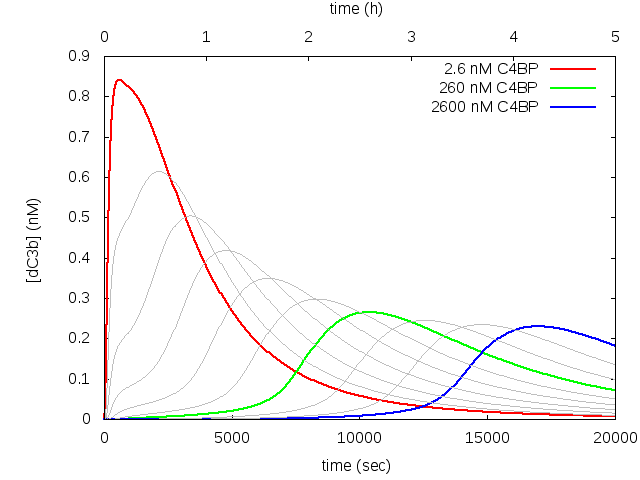 time (h)
0 1 2 3 4 5
0.9
0.8
0.7
0.6
0.5
0.4
0.3
0.2
0.1
0
[dC3b] (nM)
2.6 nM C4BP
260 nM C4BP
2600 nM C4BP
0 5000 10000 15000 20000
time (sec)